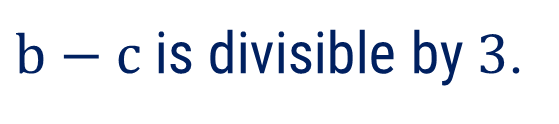 b − c is divisible by 3.